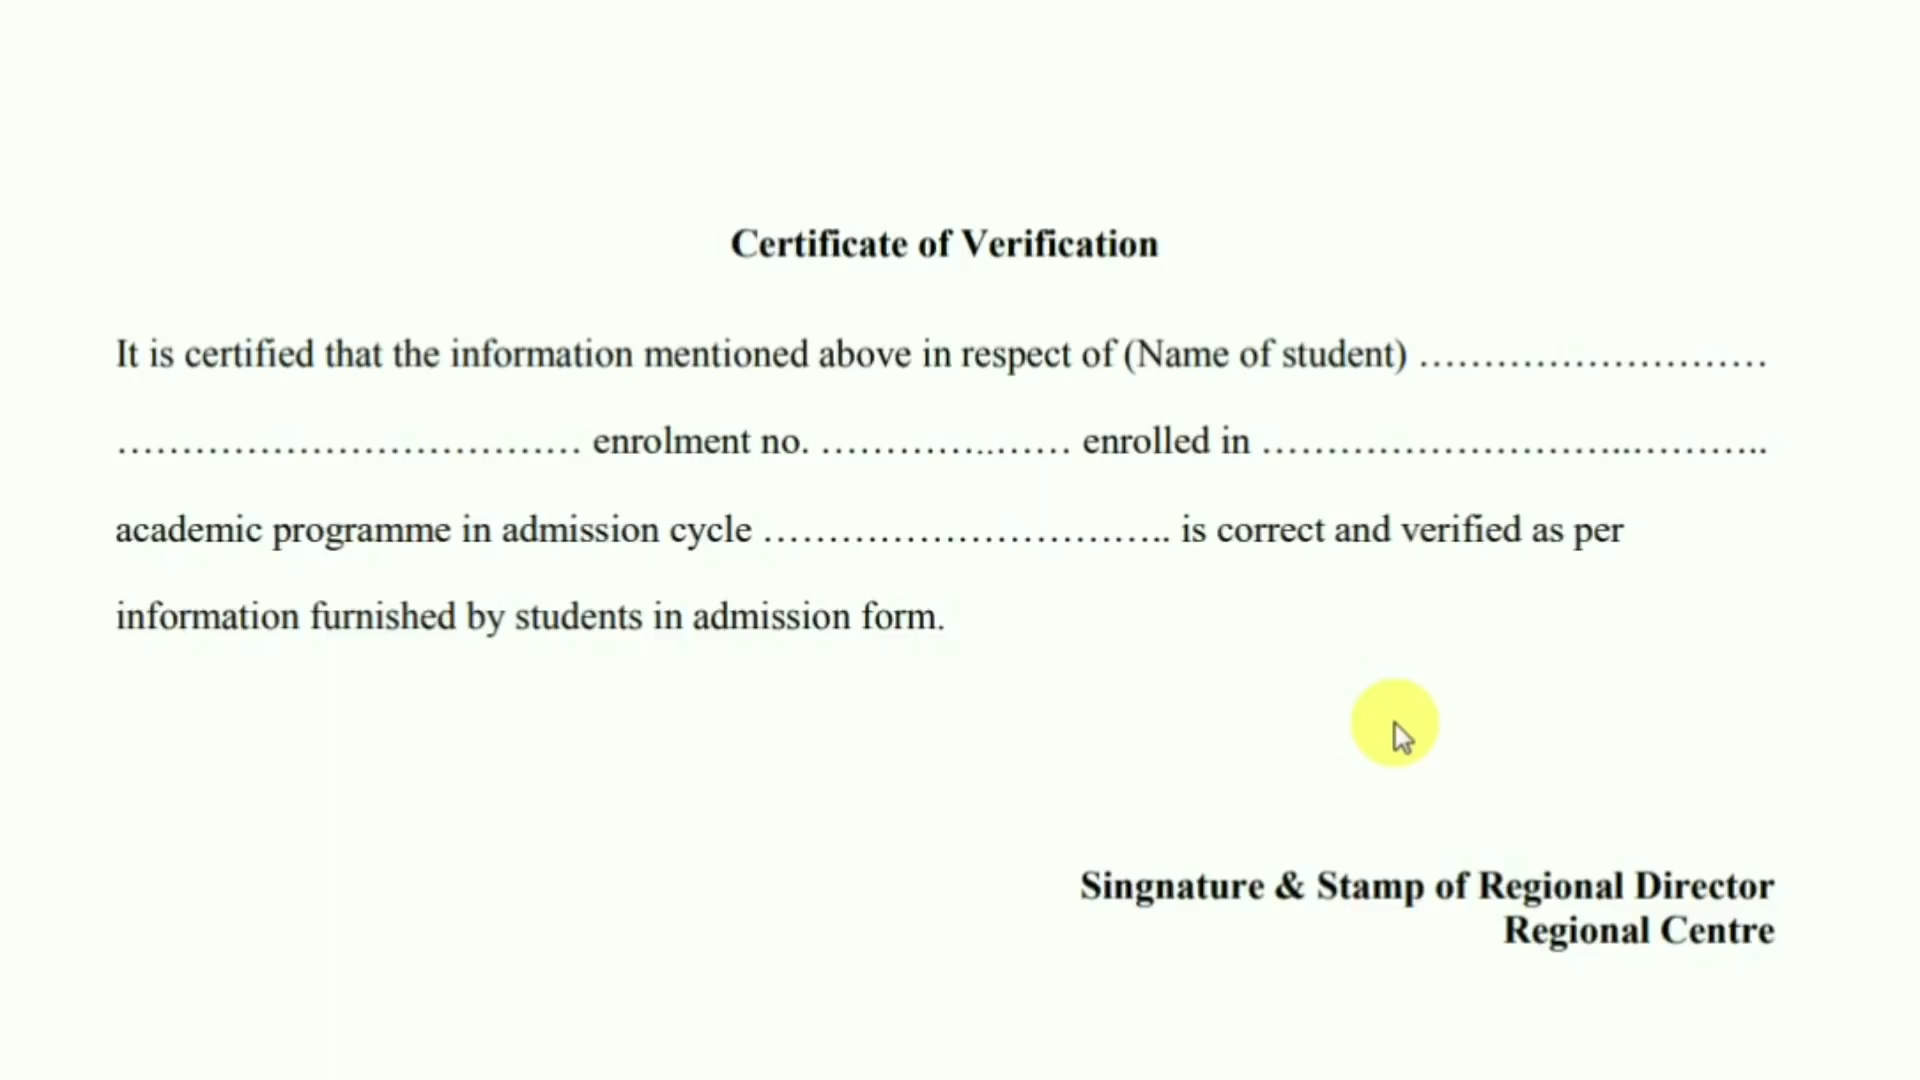 Certificate of Verification
It is certified that the information mentioned above in respect of (Name of student) ………………………
……………………………… enrolment no. …………..…… enrolled in ………………………..………..
academic programme in admission cycle ………………………….. is correct and verified as per
information furnished by students in admission form.
Singnature & Stamp of Regional Director
Regional Centre